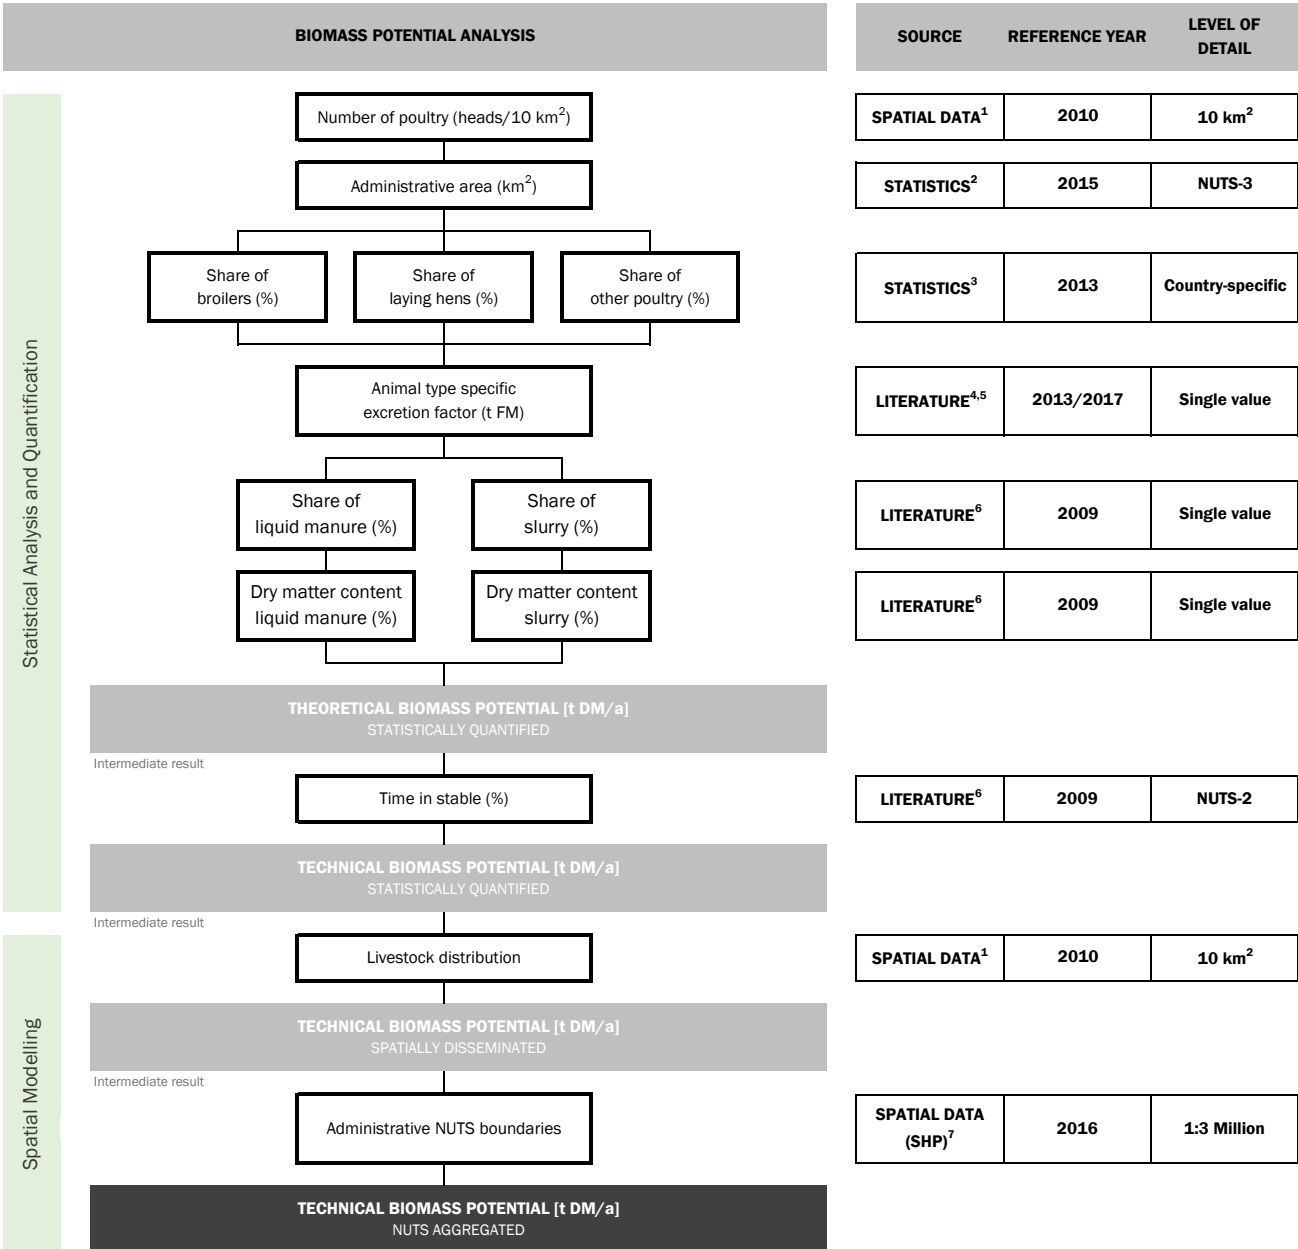 BIOMASS POTENTIAL ANALYSIS
SOURCE
REFERENCE YEAR
LEVEL OF
DETAIL
Statistical Analysis and Quantification
Number of poultry (heads/10 km²)
SPATIAL DATA¹
2010
10 km²
Administrative area (km²)
STATISTICS²
2015
NUTS-3
Share of
broilers (%)
Share of
laying hens (%)
Share of
other poultry (%)
STATISTICS³
2013
Country-specific
Animal type specific
excretion factor (t FM)
LITERATURE⁴,⁵
2013/2017
Single value
Share of
liquid manure (%)
Share of
slurry (%)
LITERATURE⁶
2009
Single value
Dry matter content
liquid manure (%)
Dry matter content
slurry (%)
LITERATURE⁶
2009
Single value
THEORETICAL BIOMASS POTENTIAL [t DM/a]
STATISTICALLY QUANTIFIED
Intermediate result
Time in stable (%)
LITERATURE⁶
2009
NUTS-2
TECHNICAL BIOMASS POTENTIAL [t DM/a]
STATISTICALLY QUANTIFIED
Intermediate result
Spatial Modelling
Livestock distribution
SPATIAL DATA¹
2010
10 km²
TECHNICAL BIOMASS POTENTIAL [t DM/a]
SPATIALLY DISSEMINATED
Intermediate result
Administrative NUTS boundaries
SPATIAL DATA
(SHP)⁷
2016
1:3 Million
TECHNICAL BIOMASS POTENTIAL [t DM/a]
NUTS AGGREGATED